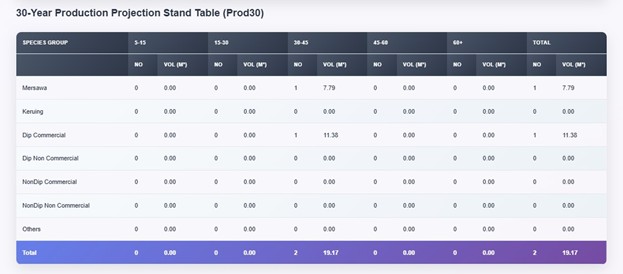 30-Year Production Projection Stand Table (Prod30)
SPECIES GROUP 5-15 15-30 30-45 45-60 60+ TOTAL
NO VOL (M³) NO VOL (M³) NO VOL (M³) NO VOL (M³) NO VOL (M³) NO VOL (M³)
Mersawa 0 0.00 0 0.00 1 7.79 0 0.00 0 0.00 1 7.79
Keruing 0 0.00 0 0.00 0 0.00 0 0.00 0 0.00 0 0.00
Dip Commercial 0 0.00 0 0.00 1 11.38 0 0.00 0 0.00 1 11.38
Dip Non Commercial 0 0.00 0 0.00 0 0.00 0 0.00 0 0.00 0 0.00
NonDip Commercial 0 0.00 0 0.00 0 0.00 0 0.00 0 0.00 0 0.00
NonDip Non Commercial 0 0.00 0 0.00 0 0.00 0 0.00 0 0.00 0 0.00
Others 0 0.00 0 0.00 0 0.00 0 0.00 0 0.00 0 0.00
Total 0 0.00 0 0.00 2 19.17 0 0.00 0 0.00 2 19.17